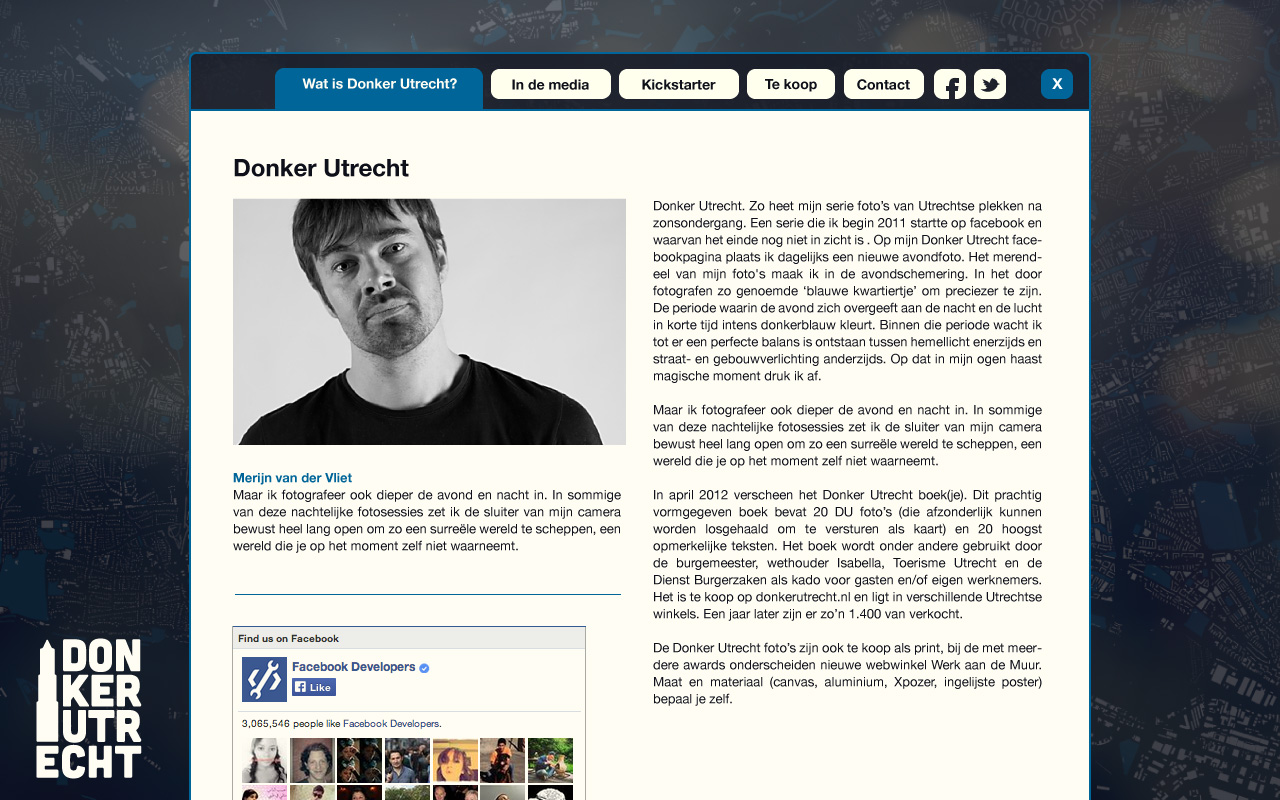 Wat is Donker Utrecht?
In de media
Kickstarter
Te koop
Contact
X
Donker Utrecht
Merijn van der Vliet
Maar ik fotografeer ook dieper de avond en nacht in. In sommige
van deze nachtelijke fotosessies zet ik de sluiter van mijn camera
bewust heel lang open om zo een surreële wereld te scheppen, een
wereld die je op het moment zelf niet waarneemt.
Find us on Facebook
Facebook Developers
Like
3,065,546 people like Facebook Developers.
Donker Utrecht. Zo heet mijn serie foto's van Utrechtse plekken na
zonsondergang. Een serie die ik begin 2011 startte op facebook en
waarvan het einde nog niet in zicht is . Op mijn Donker Utrecht face-
bookpagina plaats ik dagelijks een nieuwe avondfoto. Het merend-
eel van mijn foto's maak ik in de avondschemering. In het door
fotografen zo genoemde ‘blauwe kwartiertje’ om preciezer te zijn.
De periode waarin de avond zich overgeeft aan de nacht en de lucht
in korte tijd intens donkerblauw kleurt. Binnen die periode wacht ik
tot er een perfecte balans is ontstaan tussen hemellicht enerzijds en
straat- en gebouwverlichting anderzijds. Op dat in mijn ogen haast
magische moment druk ik af.
Maar ik fotografeer ook dieper de avond en nacht in. In sommige
van deze nachtelijke fotosessies zet ik de sluiter van mijn camera
bewust heel lang open om zo een surreële wereld te scheppen, een
wereld die je op het moment zelf niet waarneemt.
In april 2012 verscheen het Donker Utrecht boek(je). Dit prachtig
vormgegeven boek bevat 20 DU foto’s (die afzonderlijk kunnen
worden losgehaald om te versturen als kaart) en 20 hoogst
opmerkelijke teksten. Het boek wordt onder andere gebruikt door
de burgemeester, wethouder Isabella, Toerisme Utrecht en de
Dienst Burgerzaken als kado voor gasten en/of eigen werknemers.
Het is te koop op donkerutrecht.nl en ligt in verschillende Utrechtse
winkels. Een jaar later zijn er zo’n 1.400 van verkocht.
De Donker Utrecht foto’s zijn ook te koop als print, bij de met meer-
dere awards onderscheiden nieuwe webwinkel Werk aan de Muur.
Maat en materiaal (canvas, aluminium, Xpozer, ingelijste poster)
bepaal je zelf.
DON
KER
UTR
ECHT